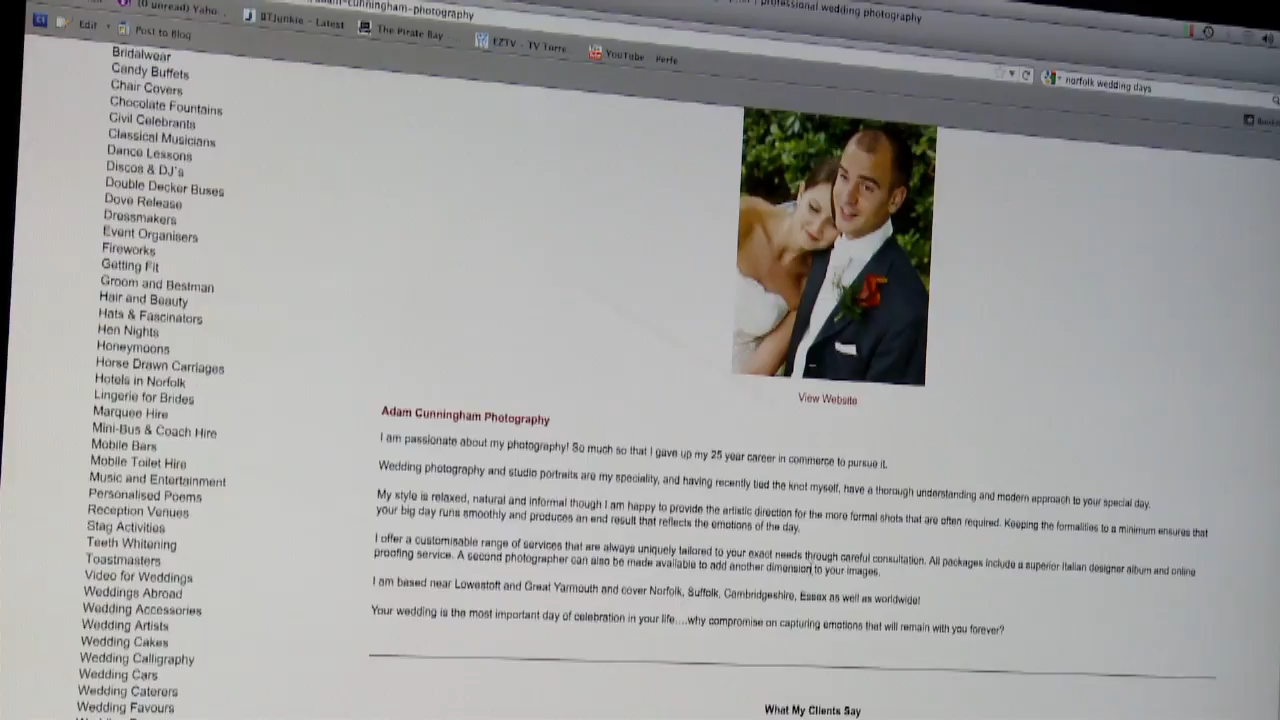 professional wedding photography
(0 unread) Yaho
-cunningham-photography
Edit
Post to Blog
BTJunkie - Latest
The Pirate Bay
EZTV - TV Torre
YouTube - Perfe
norfolk wedding days
Bridalwear
Candy Buffets
Chair Covers
Chocolate Fountains
Civil Celebrants
Classical Musicians
Dance Lessons
Discos & DJ's
Double Decker Buses
Dove Release
Dressmakers
Event Organisers
Fireworks
Getting Fit
Groom and Bestman
Hair and Beauty
Hats & Fascinators
Hen Nights
Honeymoons
Horse Drawn Carriages
Hotels in Norfolk
Lingerie for Brides
Marquee Hire
Mini-Bus & Coach Hire
Mobile Bars
Mobile Toilet Hire
Music and Entertainment
Personalised Poems
Reception Venues
Stag Activities
Teeth Whitening
Toastmasters
Video for Weddings
Weddings Abroad
Wedding Accessories
Wedding Artists
Wedding Cakes
Wedding Calligraphy
Wedding Cars
Wedding Caterers
Wedding Favours
View Website
Adam Cunningham Photography
I am passionate about my photography! So much so that I gave up my 25 year career in commerce to pursue it.
Wedding photography and studio portraits are my speciality, and having recently tied the knot myself, have a thorough understanding and modern approach to your special day.
My style is relaxed, natural and informal though I am happy to provide the artistic direction for the more formal shots that are often required. Keeping the formalities to a minimum ensures that
your big day runs smoothly and produces an end result that reflects the emotions of the day.
I offer a customisable range of services that are always uniquely tailored to your exact needs through careful consultation. All packages include a superior Italian designer album and online
proofing service. A second photographer can also be made available to add another dimension to your images.
I am based near Lowestoft and Great Yarmouth and cover Norfolk, Suffolk, Cambridgeshire, Essex as well as worldwide!
Your wedding is the most important day of celebration in your life....why compromise on capturing emotions that will remain with you forever?
What My Clients Say